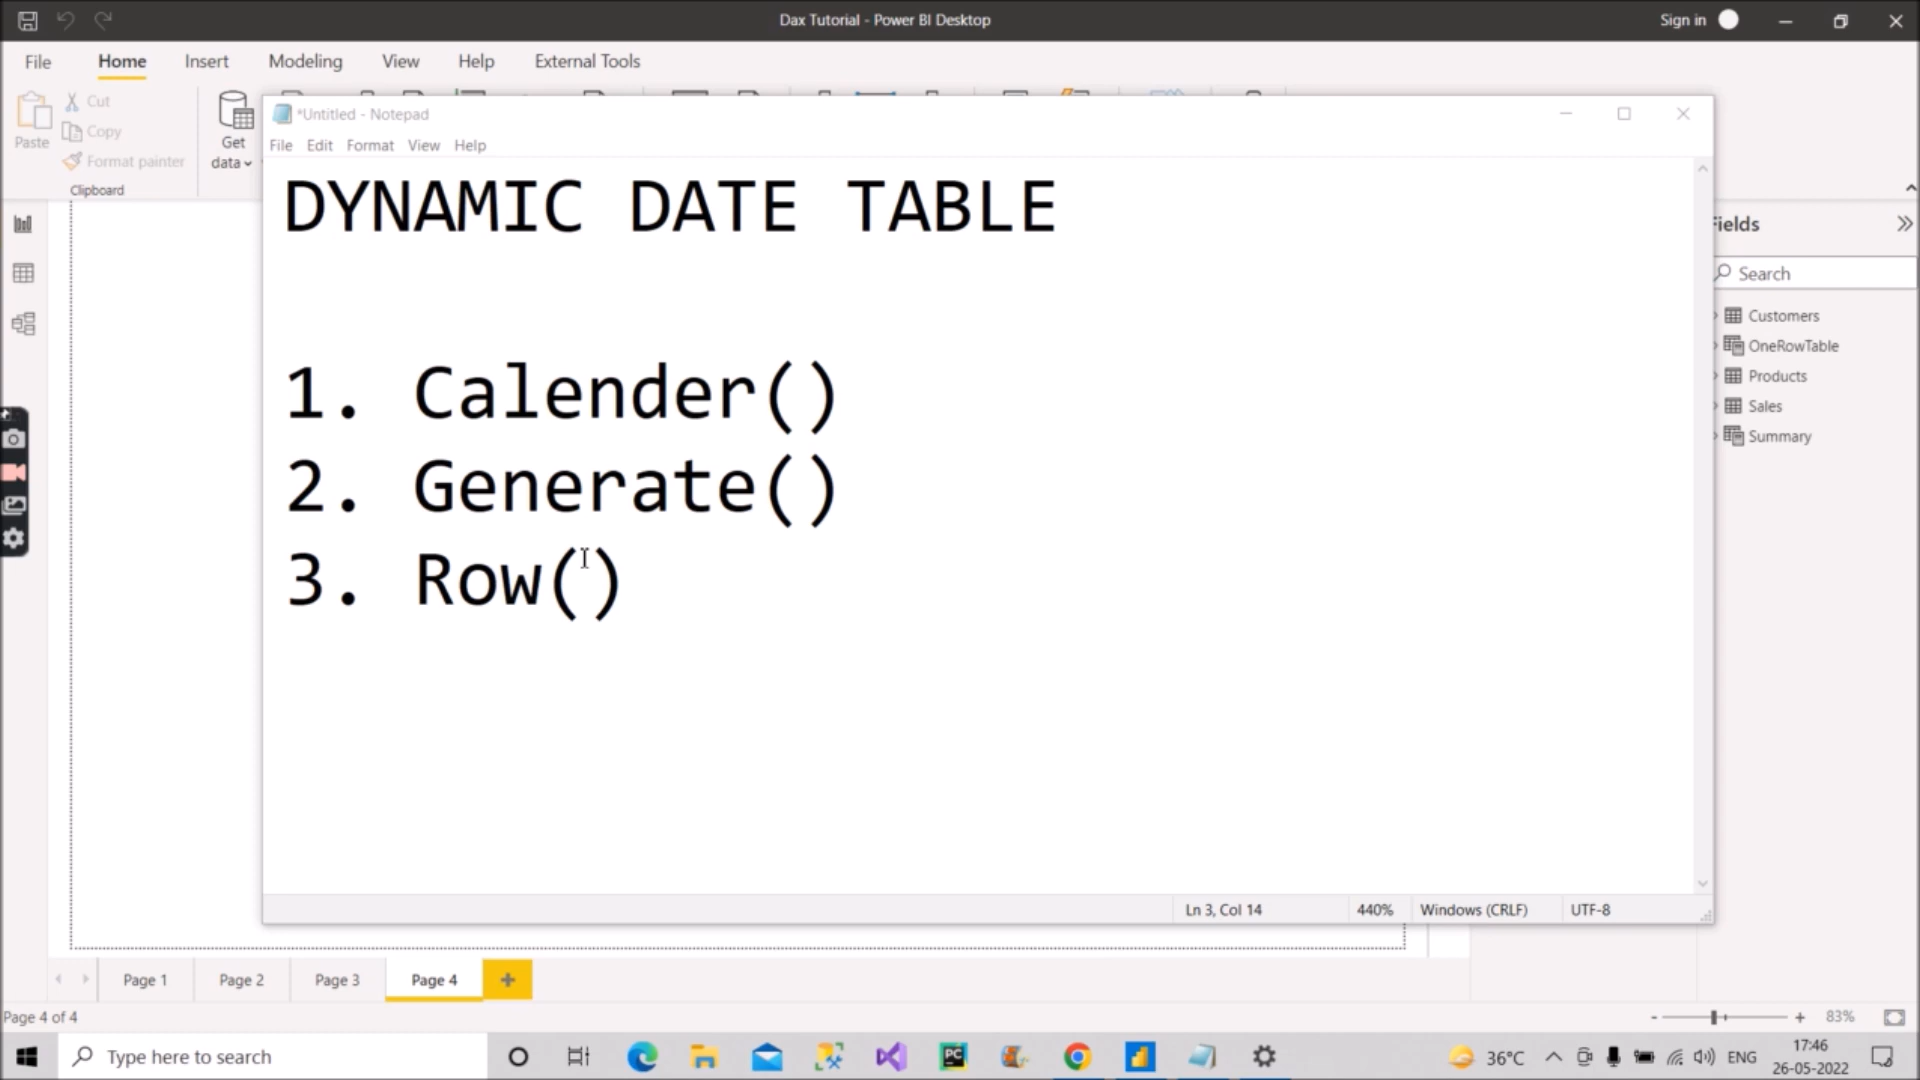 Dax Tutorial - Power BI Desktop
Sign in
File Home Insert Modeling View Help External Tools
Paste
Cut
Copy
Format painter
Clipboard
Get
data
*Untitled - Notepad
File Edit Format View Help
DYNAMIC DATE TABLE
1. Calender()
2. Generate()
3. Row()
Ln 3, Col 14 440% Windows (CRLF) UTF-8
Fields
Search
Customers
OneRowTable
Products
Sales
Summary
Page 1 Page 2 Page 3 Page 4 +
Page 4 of 4
- + 83%
Type here to search
PC
36°C ENG
17:46
26-05-2022